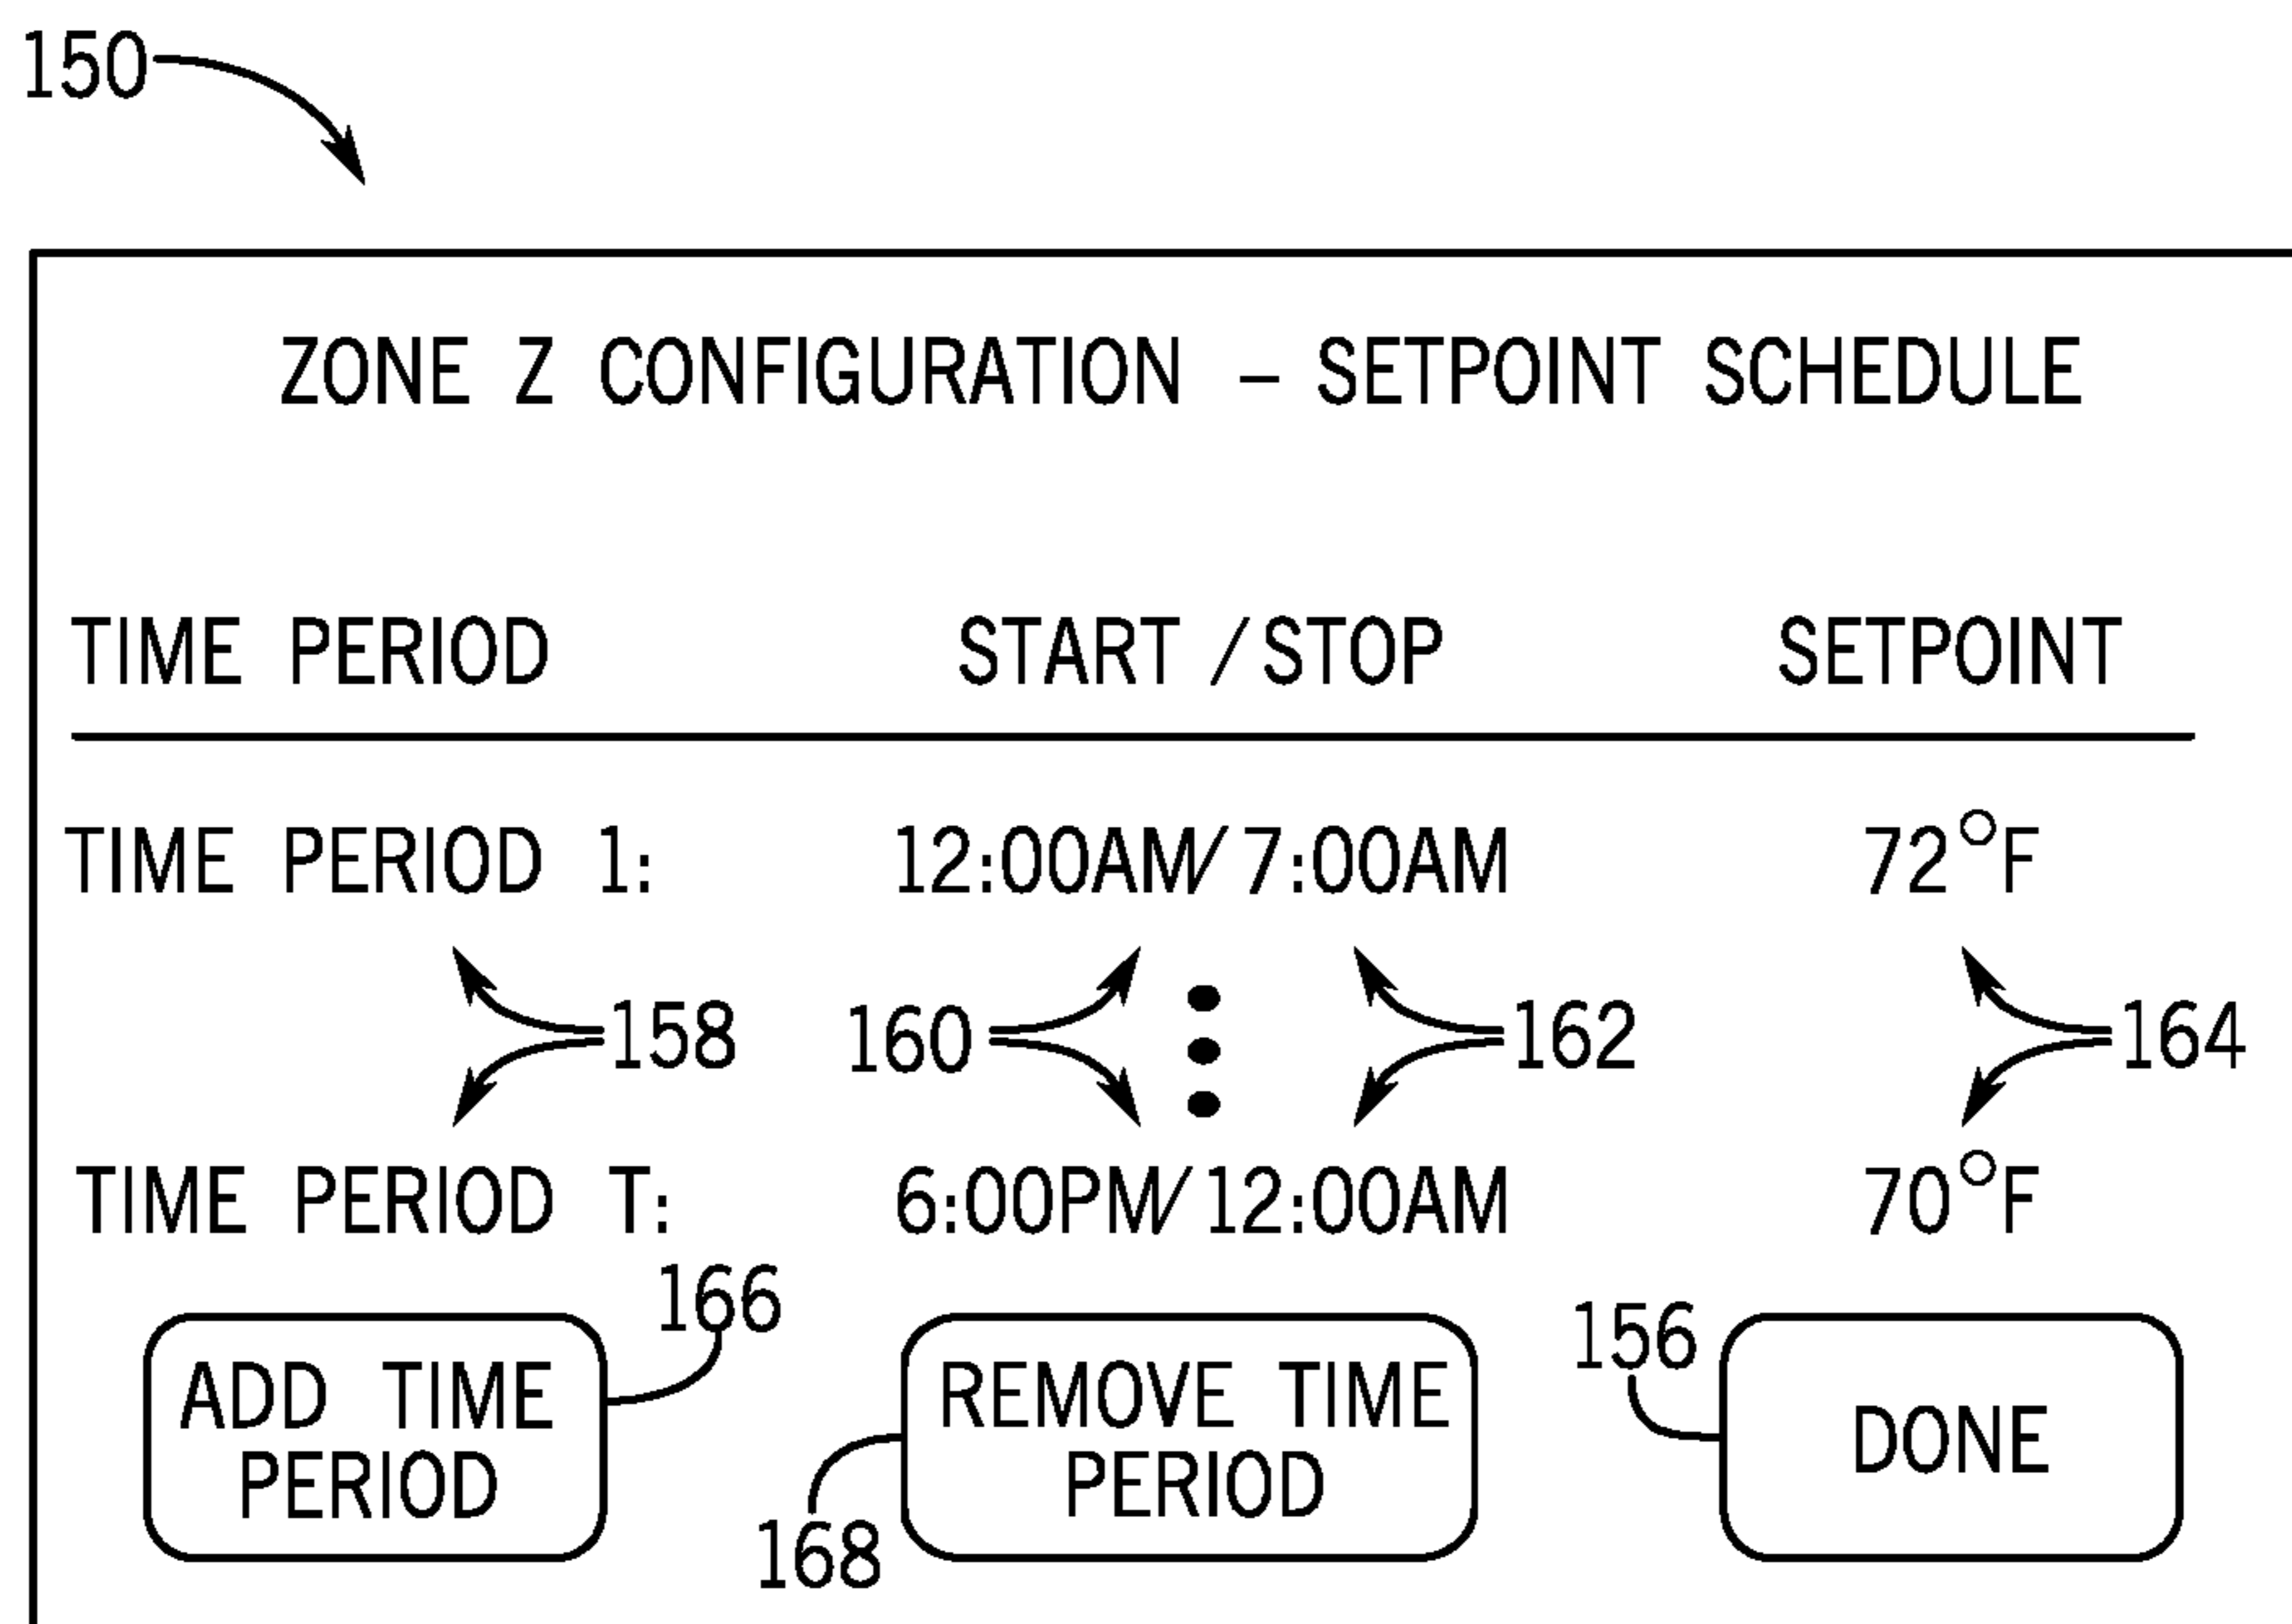 150
ZONE Z CONFIGURATION – SETPOINT SCHEDULE
TIME PERIOD START / STOP SETPOINT
TIME PERIOD 1: 12:00AM/ 7:00AM 72°F
158 160 162 164
TIME PERIOD T: 6:00PM/12:00AM 70°F
166
156
ADD TIME PERIOD
REMOVE TIME PERIOD
DONE
168